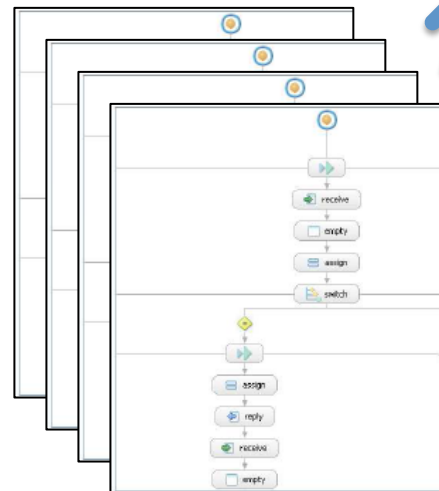 receive
empty
assign
switch
assign
reply
receive
empty